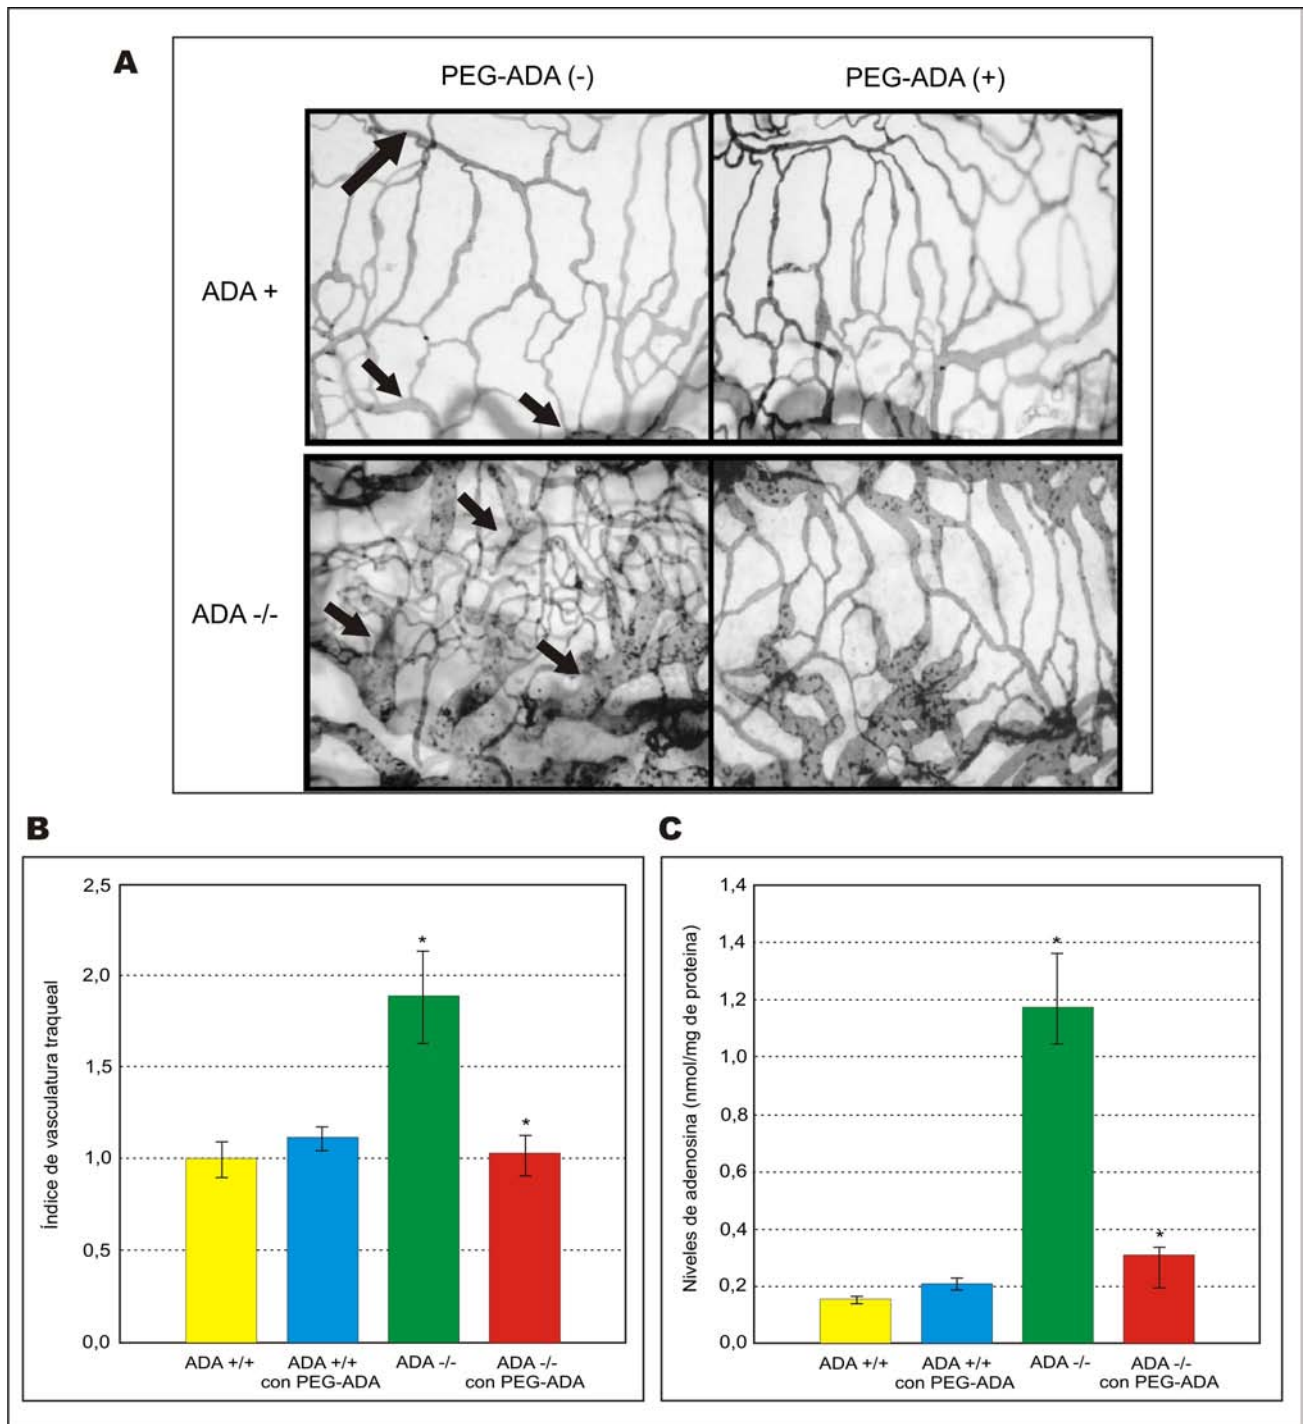 A
PEG-ADA (-)
PEG-ADA (+)
ADA +
ADA -/-
B
2,5
2,0
1,5
1,0
0,5
0,0
Índice de vasculatura traqueal
*
*
ADA +/+
ADA +/+
con PEG-ADA
ADA -/-
ADA -/-
con PEG-ADA
C
1,4
1,4
1,2
1,0
0,8
0,6
0,4
0,2
0,0
Niveles de adenosina (nmol/mg de proteina)
*
*
ADA +/+
ADA +/+
con PEG-ADA
ADA -/-
ADA -/-
con PEG-ADA